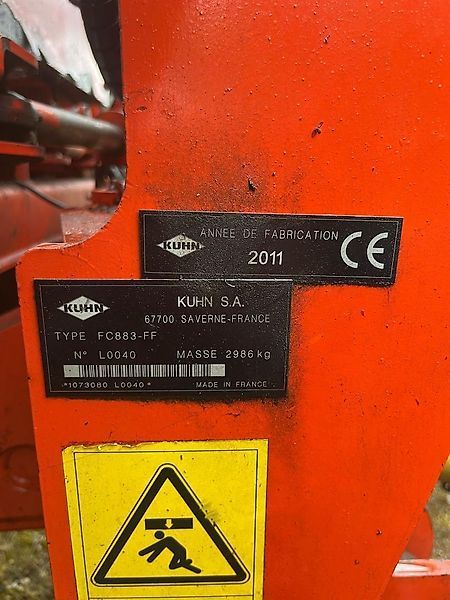 KUHN
ANNEE DE FABRICATION
2011
CE
KUHN
KUHN S.A.
67700 SAVERNE-FRANCE
TYPE FC883-FF
N° L0040 MASSE 2986 kg
*1073080 L0040*
MADE IN FRANCE